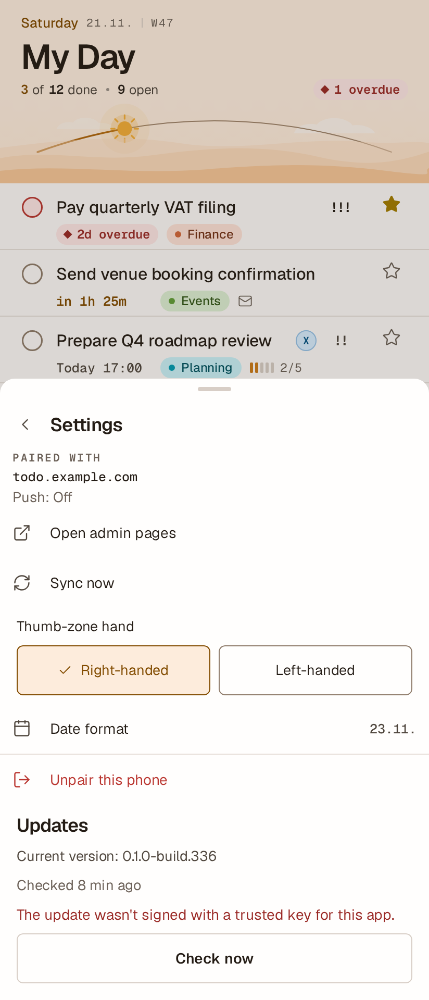 Saturday 21.11. | W47
My Day
3 of 12 done • 9 open
1 overdue
Pay quarterly VAT filing !!!
2d overdue Finance
Send venue booking confirmation
in 1h 25m Events
Prepare Q4 roadmap review X !!
Today 17:00 Planning 2/5
Settings
PAIRED WITH
todo.example.com
Push: Off
Open admin pages
Sync now
Thumb-zone hand
Right-handed Left-handed
Date format 23.11.
Unpair this phone
Updates
Current version: 0.1.0-build.336
Checked 8 min ago
The update wasn't signed with a trusted key for this app.
Check now